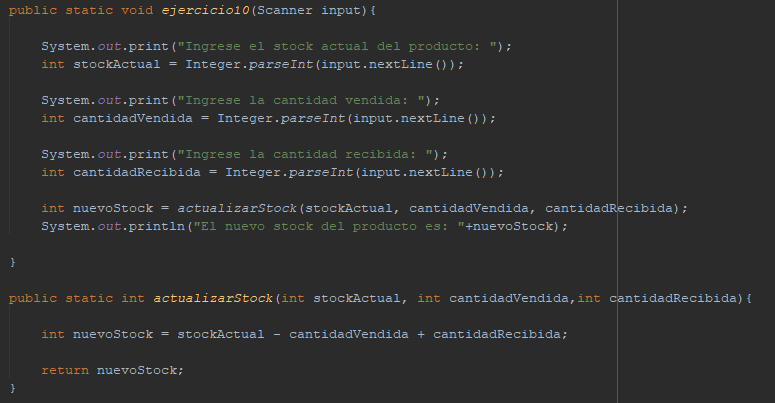 public static void ejercicio10(Scanner input){
System.out.print("Ingrese el stock actual del producto: ");
int stockActual = Integer.parseInt(input.nextLine());
System.out.print("Ingrese la cantidad vendida: ");
int cantidadVendida = Integer.parseInt(input.nextLine());
System.out.print("Ingrese la cantidad recibida: ");
int cantidadRecibida = Integer.parseInt(input.nextLine());
int nuevoStock = actualizarStock(stockActual, cantidadVendida, cantidadRecibida);
System.out.println("El nuevo stock del producto es: "+nuevoStock);
}
public static int actualizarStock(int stockActual, int cantidadVendida,int cantidadRecibida){
int nuevoStock = stockActual - cantidadVendida + cantidadRecibida;
return nuevoStock;
}